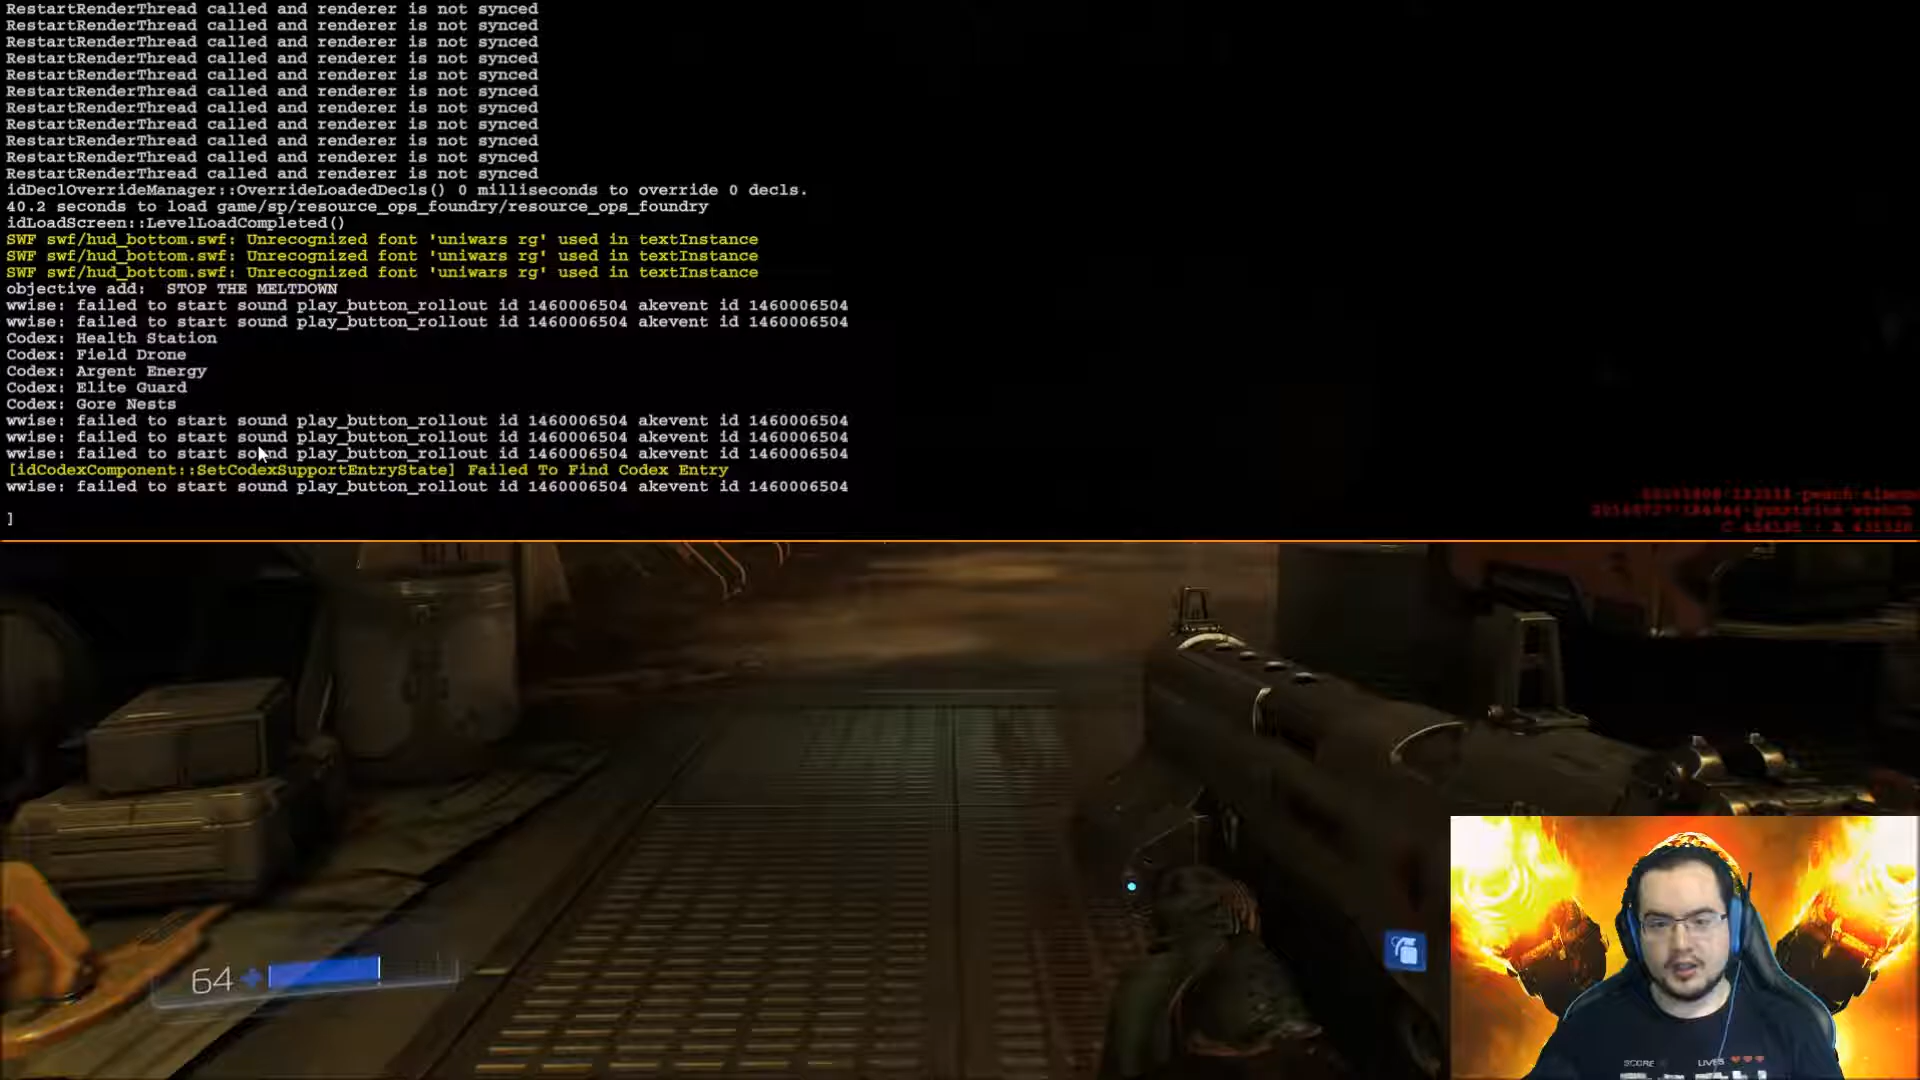 RestartRenderThread called and renderer is not synced
RestartRenderThread called and renderer is not synced
RestartRenderThread called and renderer is not synced
RestartRenderThread called and renderer is not synced
RestartRenderThread called and renderer is not synced
RestartRenderThread called and renderer is not synced
RestartRenderThread called and renderer is not synced
RestartRenderThread called and renderer is not synced
RestartRenderThread called and renderer is not synced
RestartRenderThread called and renderer is not synced
RestartRenderThread called and renderer is not synced
idDeclOverrideManager::OverrideLoadedDecls() 0 milliseconds to override 0 decls.
40.2 seconds to load game/sp/resource_ops_foundry/resource_ops_foundry
idLoadScreen::LevelLoadCompleted()
SWF swf/hud_bottom.swf: Unrecognized font 'uniwars rg' used in textInstance
SWF swf/hud_bottom.swf: Unrecognized font 'uniwars rg' used in textInstance
SWF swf/hud_bottom.swf: Unrecognized font 'uniwars rg' used in textInstance
objective add:  STOP THE MELTDOWN
wwise: failed to start sound play_button_rollout id 1460006504 akevent id 1460006504
wwise: failed to start sound play_button_rollout id 1460006504 akevent id 1460006504
Codex: Health Station
Codex: Field Drone
Codex: Argent Energy
Codex: Elite Guard
Codex: Gore Nests
wwise: failed to start sound play_button_rollout id 1460006504 akevent id 1460006504
wwise: failed to start sound play_button_rollout id 1460006504 akevent id 1460006504
wwise: failed to start sound play_button_rollout id 1460006504 akevent id 1460006504
[idCodexComponent::SetCodexSupportEntryState] Failed To Find Codex Entry
wwise: failed to start sound play_button_rollout id 1460006504 akevent id 1460006504
]
64
SCORE LIVES